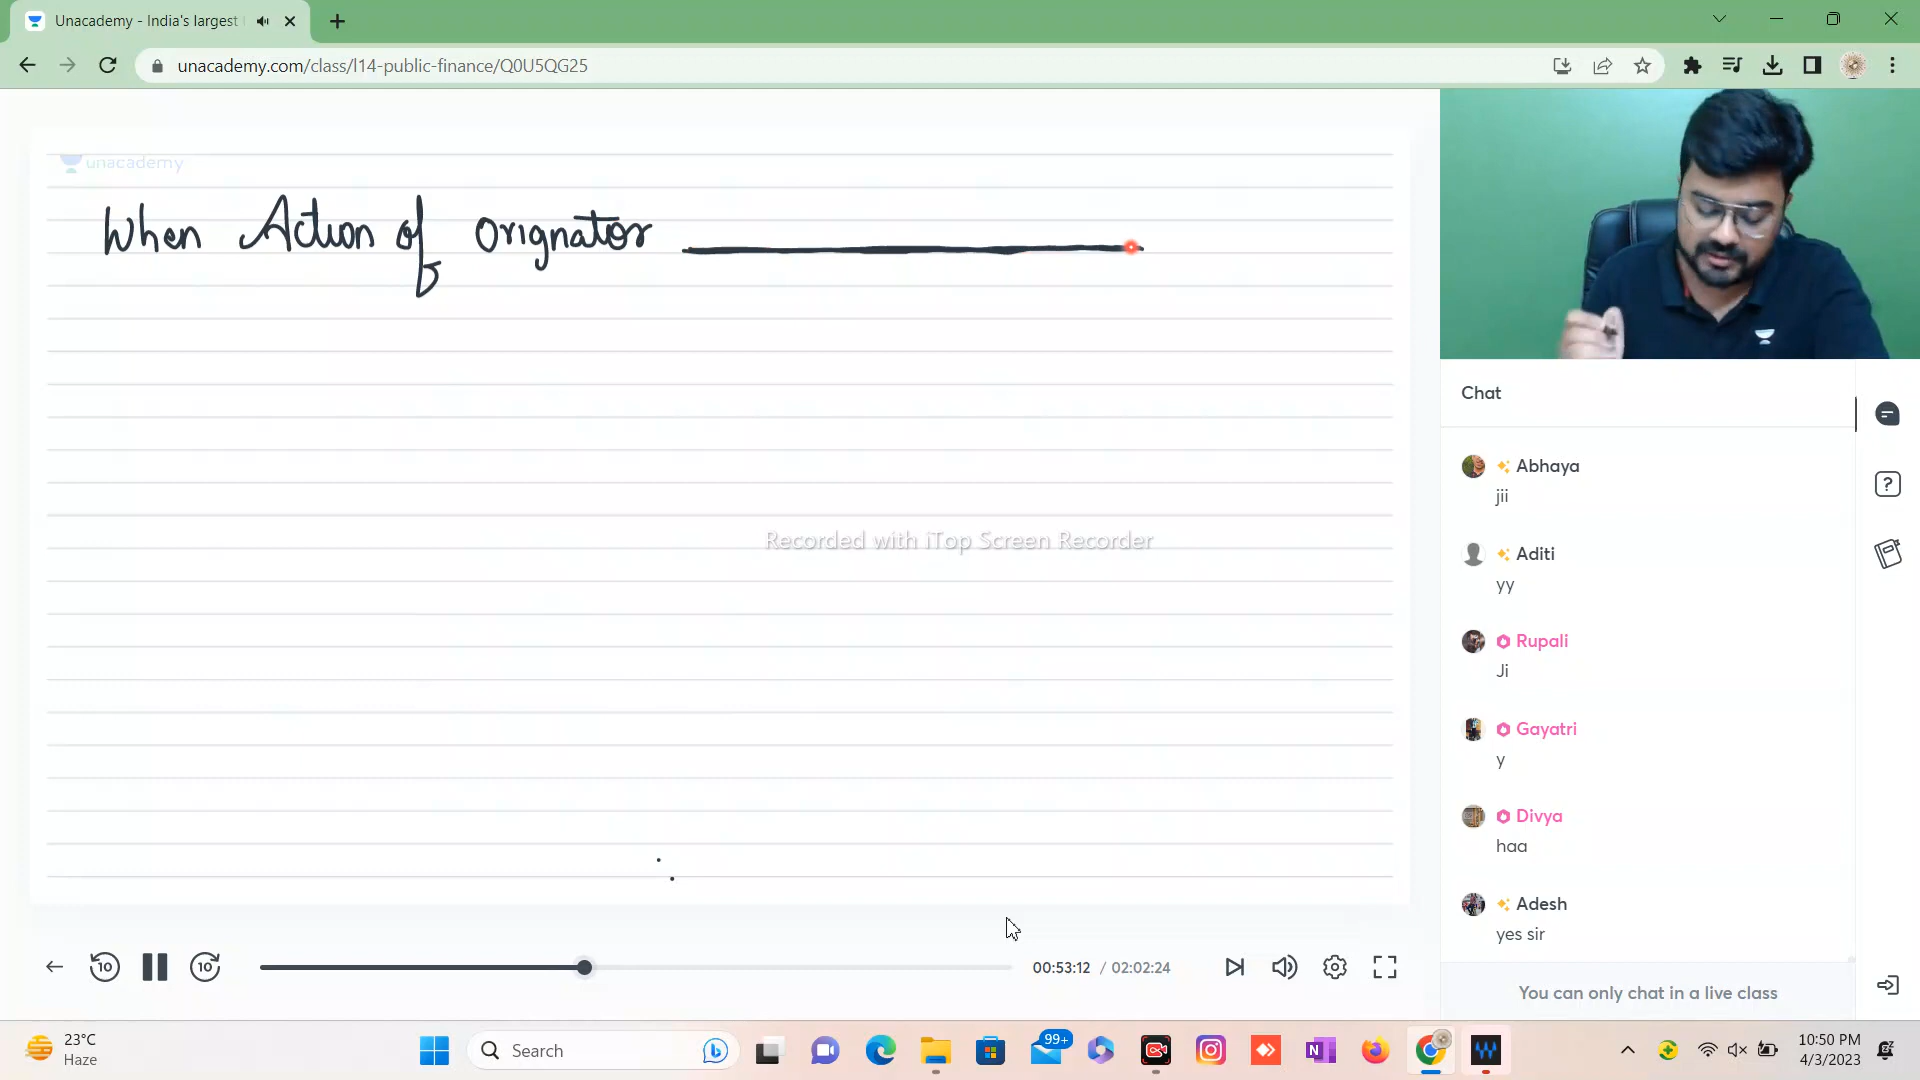 Unacademy - India's largest
unacademy.com/class/l14-public-finance/Q0U5QG25
unacademy
When Action of Orignator
Recorded with iTop Screen Recorder
Chat
Abhaya
jii
Aditi
yy
Rupali
Ji
Gayatri
y
Divya
haa
Adesh
yes sir
You can only chat in a live class
10
10
00:53:12 / 02:02:24
23°C
Haze
Search
99+
10:50 PM
4/3/2023